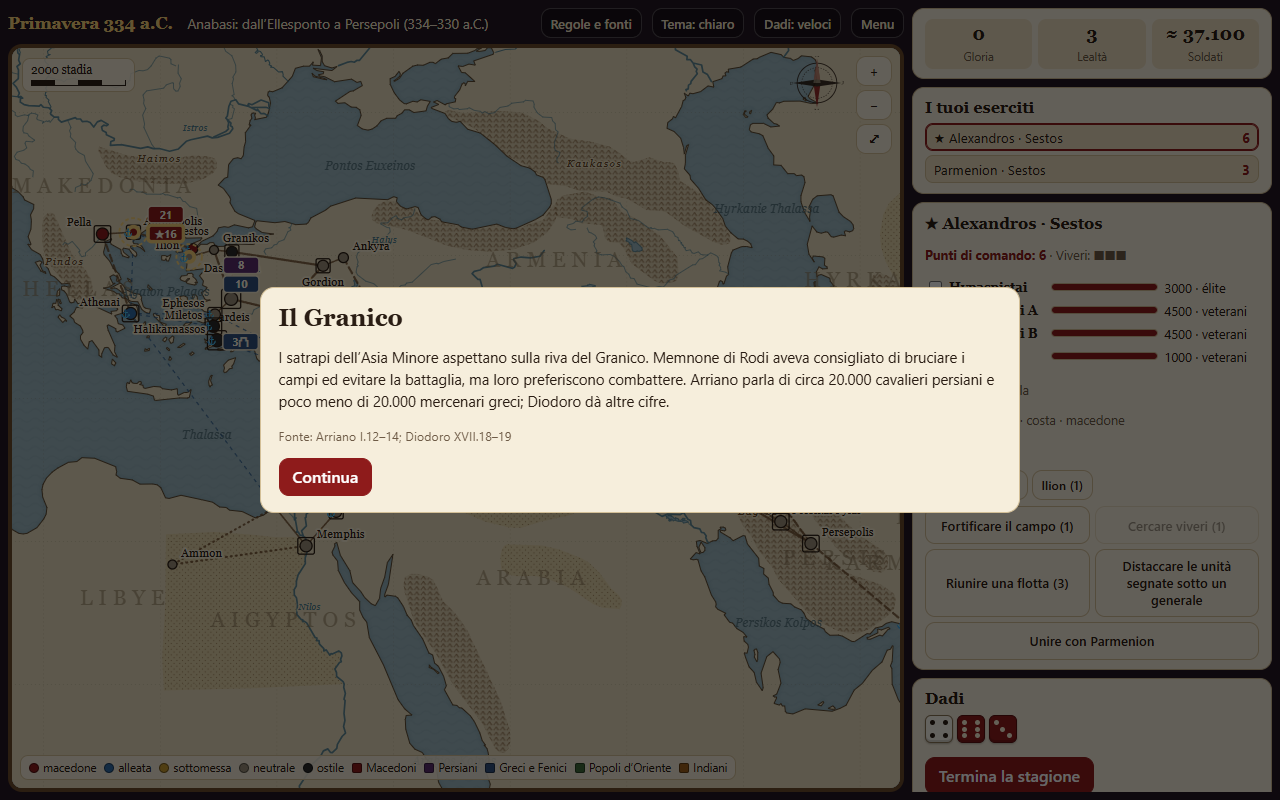 Primavera 334 a.C.
Anabasi: dall'Ellesponto a Persepoli (334–330 a.C.)
Regole e fonti
Tema: chiaro
Dadi: veloci
Menu
2000 stadia
+
−
Istros
Haimos
MAKEDONIA
Pontos Euxeinos
Kaukasos
Hyrkanie Thalassa
Pella
21
★16
Ilion
Granikos
Halus
Ankyra
Pindos
8
Gordion
ARMENIA
10
Athenai
Ephesos
Miletos
Halikarnassos
Thalassa
Memphis
Ammon
Persepolis
ARABIA
LIBYE
Nilos
AIGYPTOS
Persikos Kolpos
macedone
alleata
sottomessa
neutrale
ostile
Macedoni
Persiani
Greci e Fenici
Popoli d'Oriente
Indiani
Il Granico
I satrapi dell'Asia Minore aspettano sulla riva del Granico. Memnone di Rodi aveva consigliato di bruciare i
campi ed evitare la battaglia, ma loro preferiscono combattere. Arriano parla di circa 20.000 cavalieri persiani e
poco meno di 20.000 mercenari greci; Diodoro dà altre cifre.
Fonte: Arriano I.12–14; Diodoro XVII.18–19
Continua
0
Gloria
3
Lealtà
≈ 37.100
Soldati
I tuoi eserciti
★ Alexandros · Sestos
6
Parmenion · Sestos
3
★ Alexandros · Sestos
Punti di comando: 6 · Viveri:
3000 · élite
4500 · veterani
4500 · veterani
1000 · veterani
costa · macedone
Ilion (1)
Fortificare il campo (1)
Cercare viveri (1)
Riunire una flotta (3)
Distaccare le unità
segnate sotto un
generale
Unire con Parmenion
Dadi
Termina la stagione